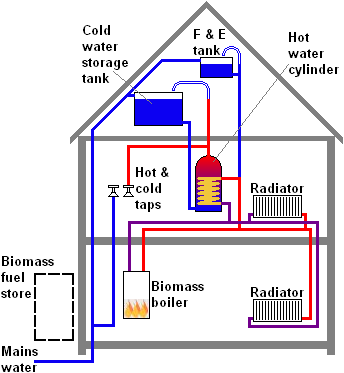 Cold
water
storage
tank
F & E
tank
Hot
water
cylinder
Hot &
cold
taps
Radiator
Biomass
fuel
store
Biomass
boiler
Radiator
Mains
water